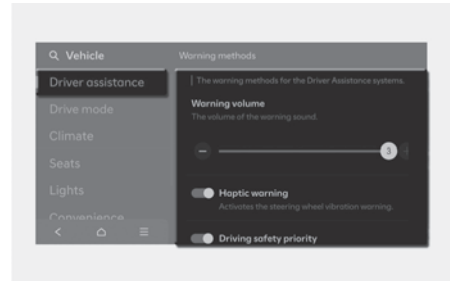 Vehicle
Warning methods
Driver assistance
The warning methods for the Driver Assistance systems.
Drive mode
Warning volume
The volume of the warning sound.
Climate
3
Seats
Lights
Haptic warning
Activates the steering wheel vibration warning.
Convenience
Driving safety priority